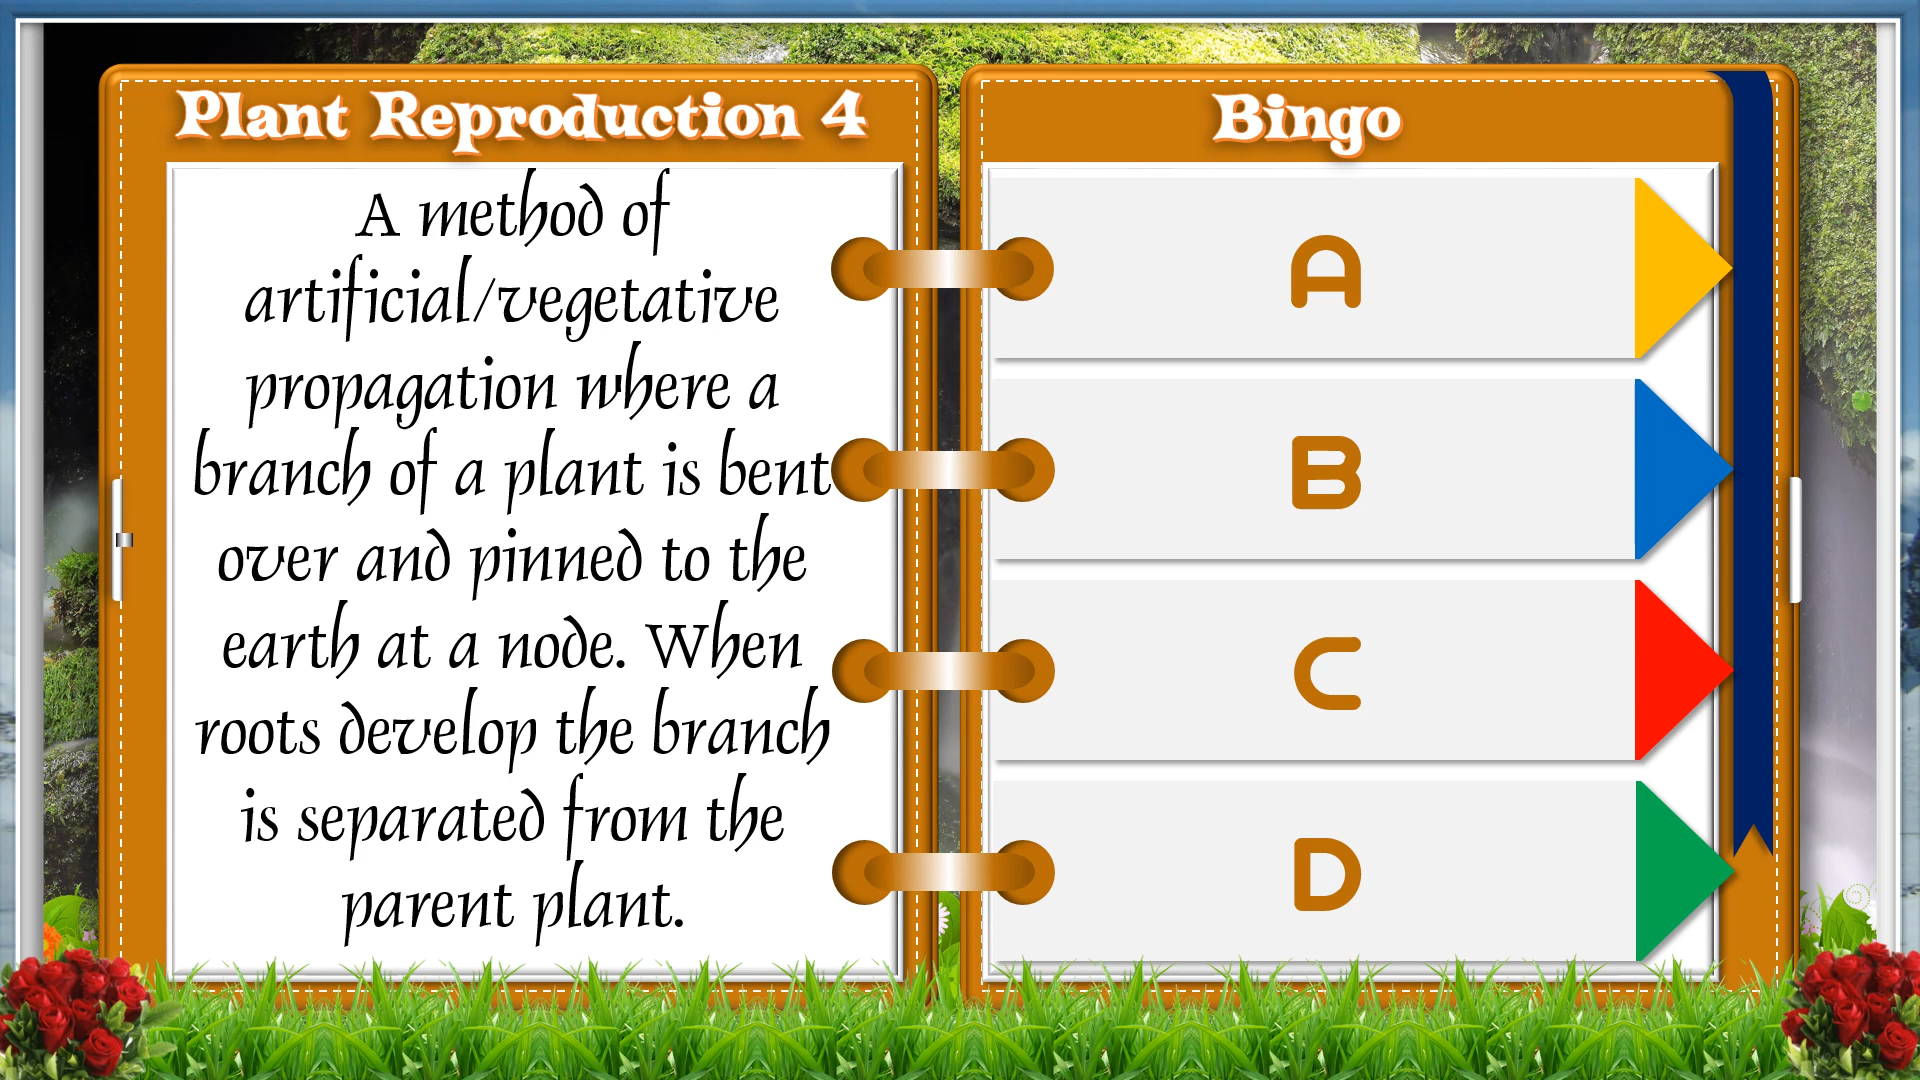 Plant Reproduction 4
A method of
artificial/vegetative
propagation where a
branch of a plant is bent
over and pinned to the
earth at a node. When
roots develop the branch
is separated from the
parent plant.
Bingo
A
B
C
D